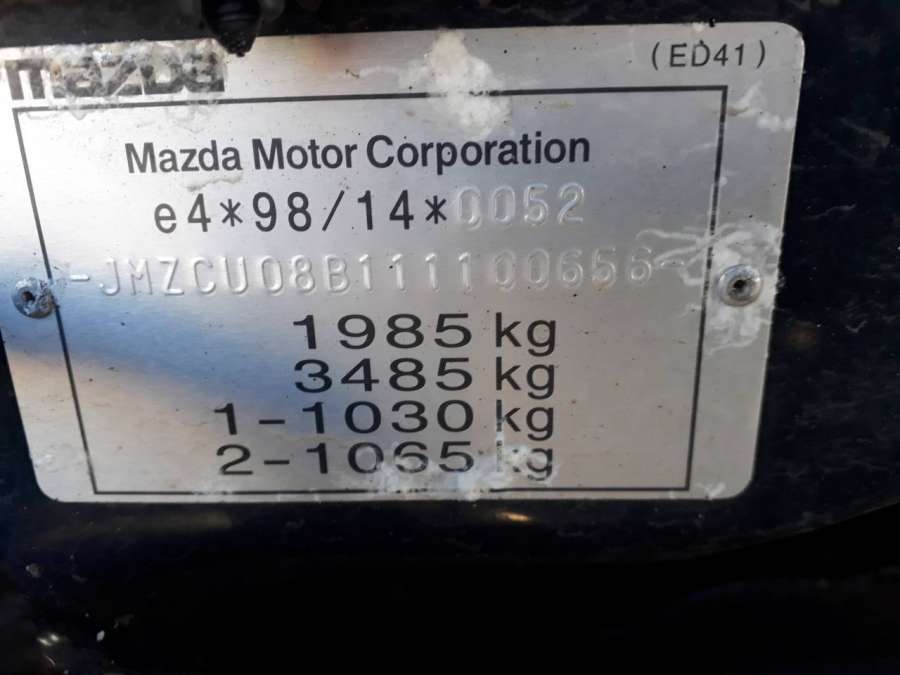 mazda
(ED41)
Mazda Motor Corporation
e4*98/14*0052
-JMZCU08B111100656-
1985 kg
3485 kg
1-1030 kg
2-1065 kg